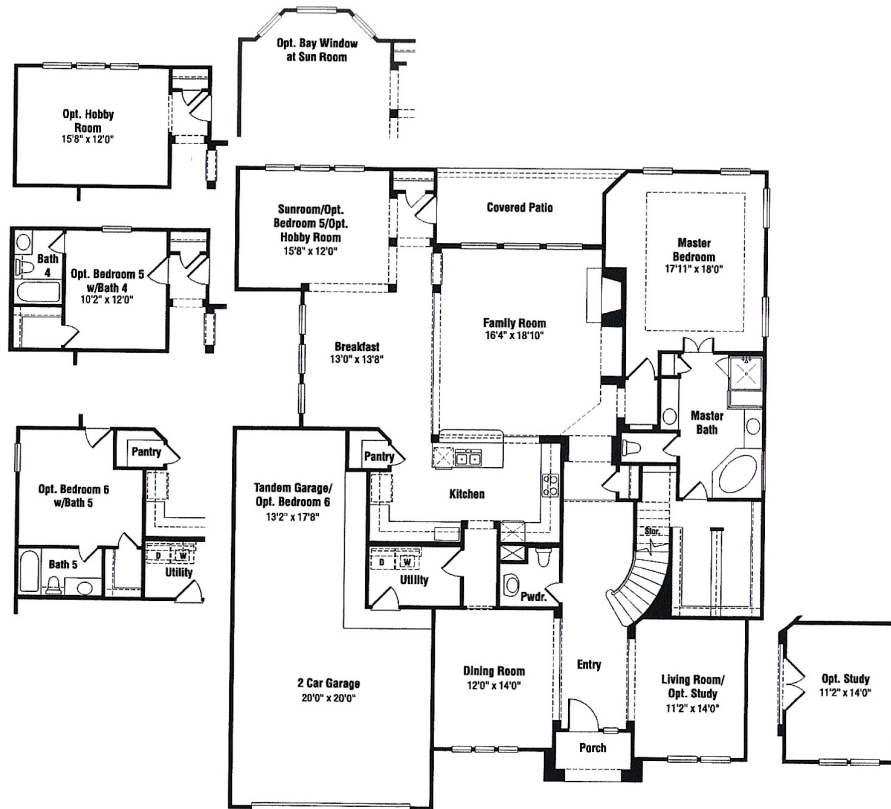 Opt. Bay Window
at Sun Room
Opt. Hobby
Room
15'8" x 12'0"
Sunroom/Opt.
Bedroom 5/Opt.
Hobby Room
15'8" x 12'0"
Covered Patio
Master
Bedroom
17'11" x 18'0"
Bath
4
Opt. Bedroom 5
w/Bath 4
10'2" x 12'0"
Family Room
16'4" x 18'10"
Breakfast
13'0" x 13'8"
Master
Bath
Pantry
Opt. Bedroom 6
w/Bath 5
Bath 5
D
W
Utility
Tandem Garage/
Opt. Bedroom 6
13'2" x 17'8"
Pantry
Kitchen
Stor.
D
W
Utility
Pwdr.
2 Car Garage
20'0" x 20'0"
Dining Room
12'0" x 14'0"
Entry
Living Room/
Opt. Study
11'2" x 14'0"
Opt. Study
11'2" x 14'0"
Porch